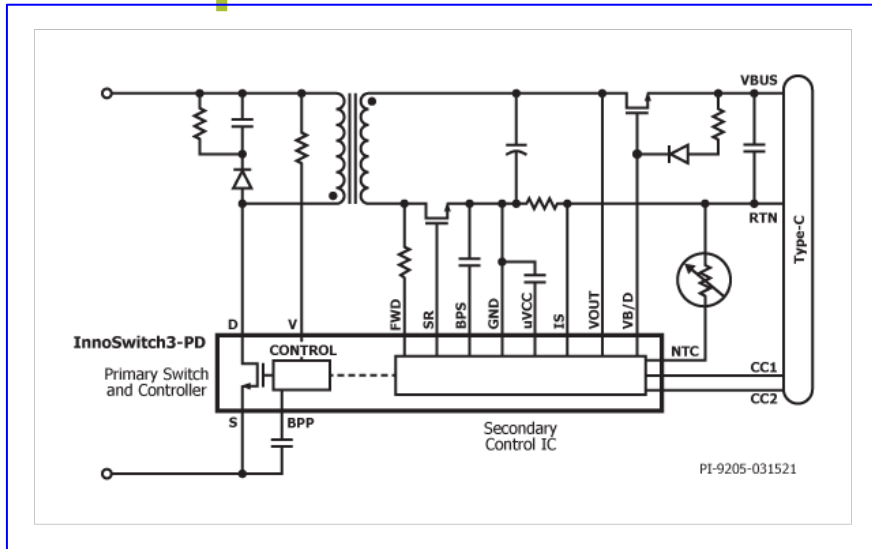 VBUS
RTN
Type-C
D
V
FWD
SR
BPS
GND
uVCC
IS
VOUT
VB/D
InnoSwitch3-PD
CONTROL
NTC
Primary Switch
and Controller
CC1
CC2
S
BPP
Secondary
Control IC
PI-9205-031521